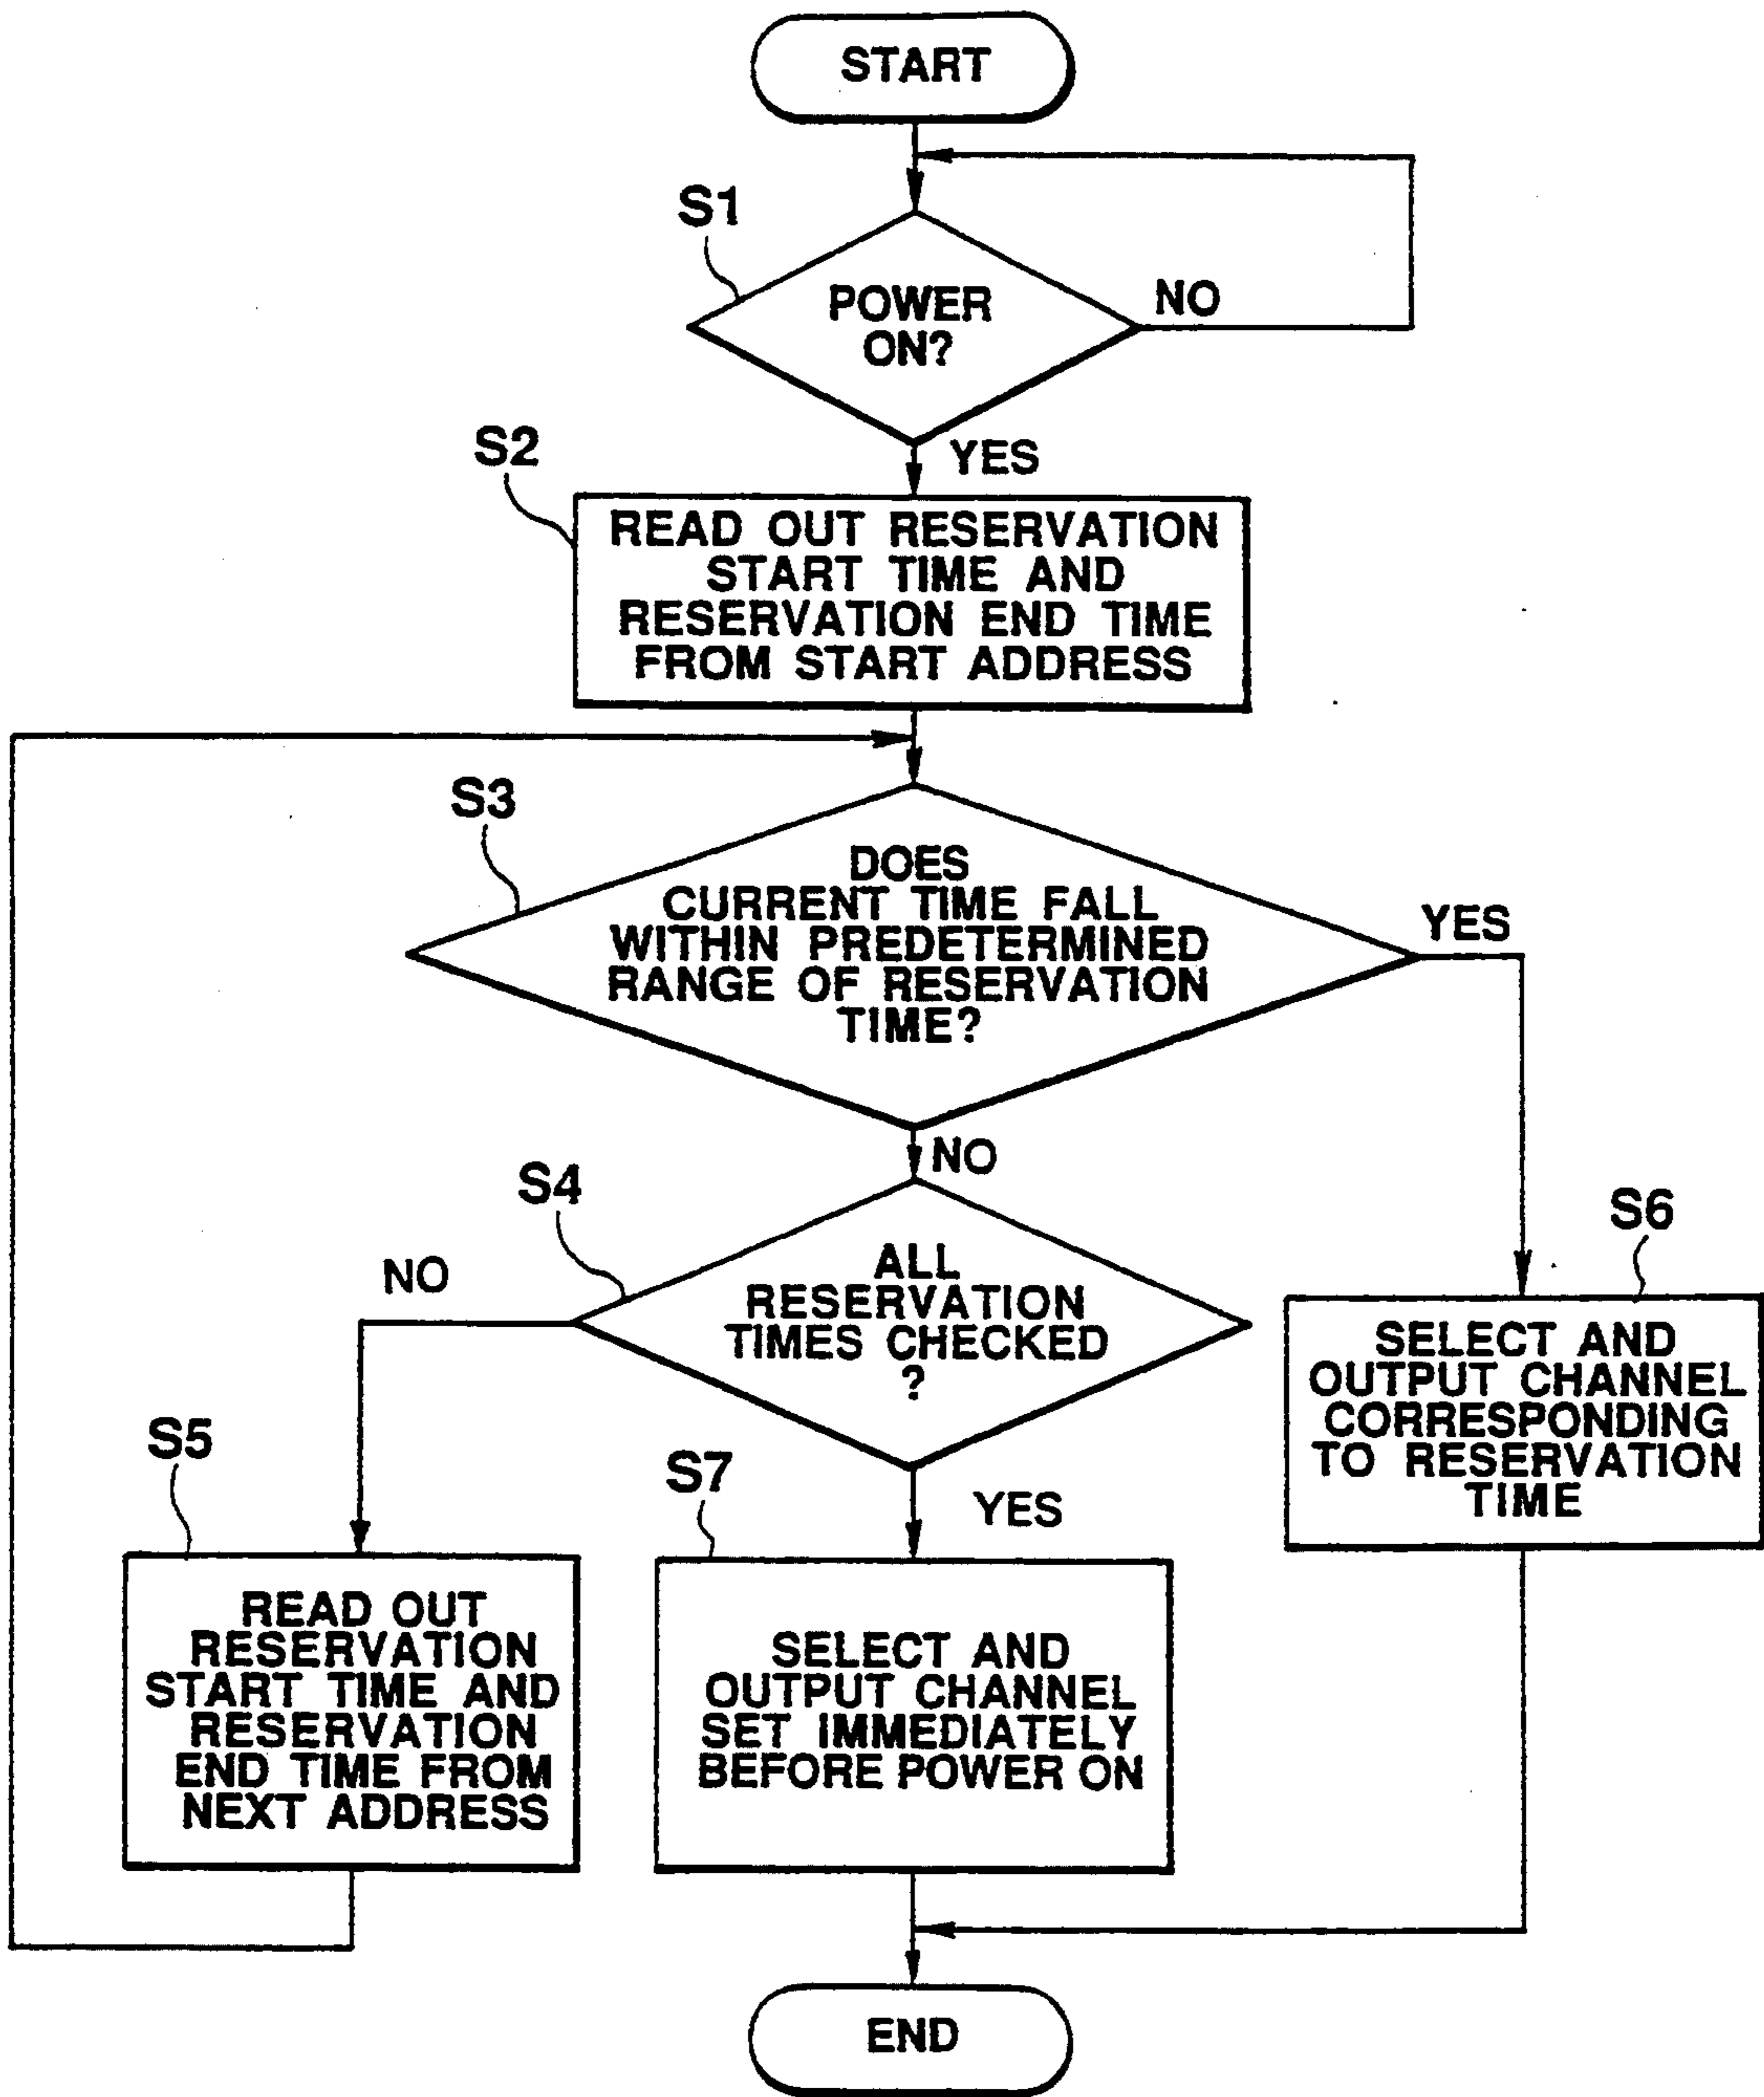 START
S1
POWER
ON?
NO
YES
S2
READ OUT RESERVATION
START TIME AND
RESERVATION END TIME
FROM START ADDRESS
S3
DOES
CURRENT TIME FALL
WITHIN PREDETERMINED
RANGE OF RESERVATION
TIME?
YES
NO
S4
ALL
RESERVATION
TIMES CHECKED
?
NO
YES
S6
SELECT AND
OUTPUT CHANNEL
CORRESPONDING
TO RESERVATION
TIME
S5
READ OUT
RESERVATION
START TIME AND
RESERVATION
END TIME FROM
NEXT ADDRESS
S7
SELECT AND
OUTPUT CHANNEL
SET IMMEDIATELY
BEFORE POWER ON
END